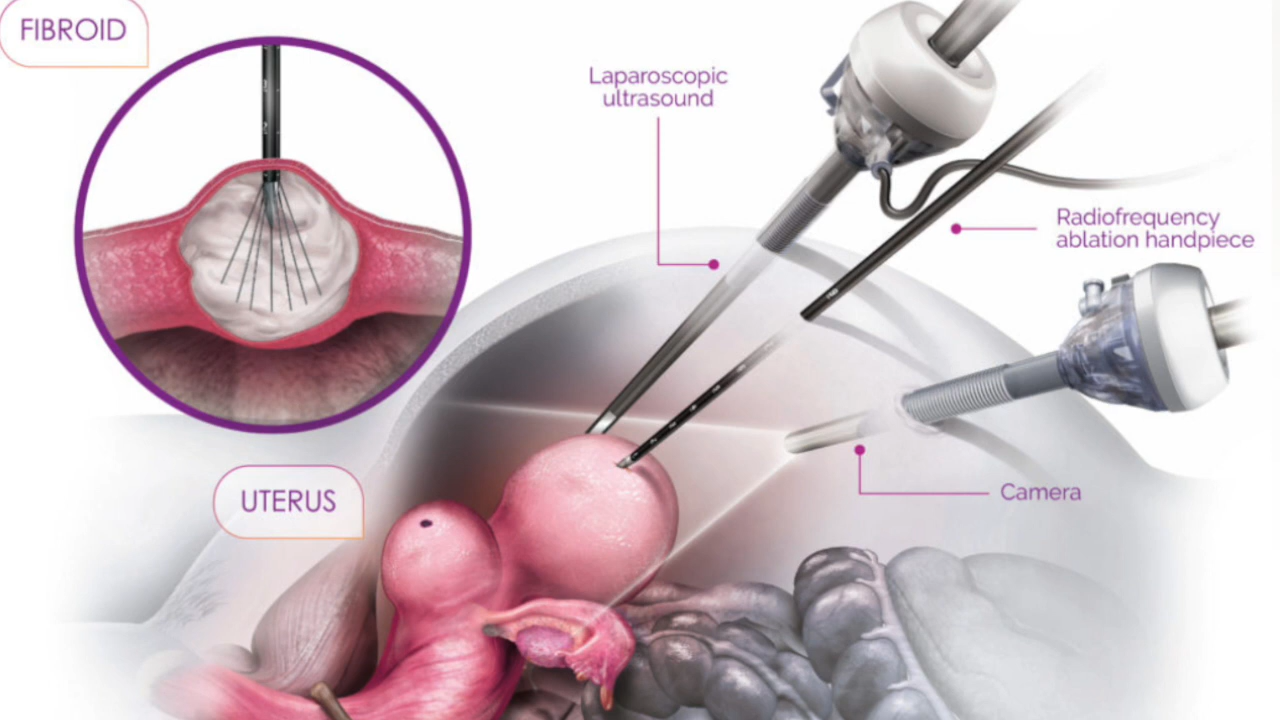 FIBROID
Laparoscopic
ultrasound
Radiofrequency
ablation handpiece
UTERUS
Camera